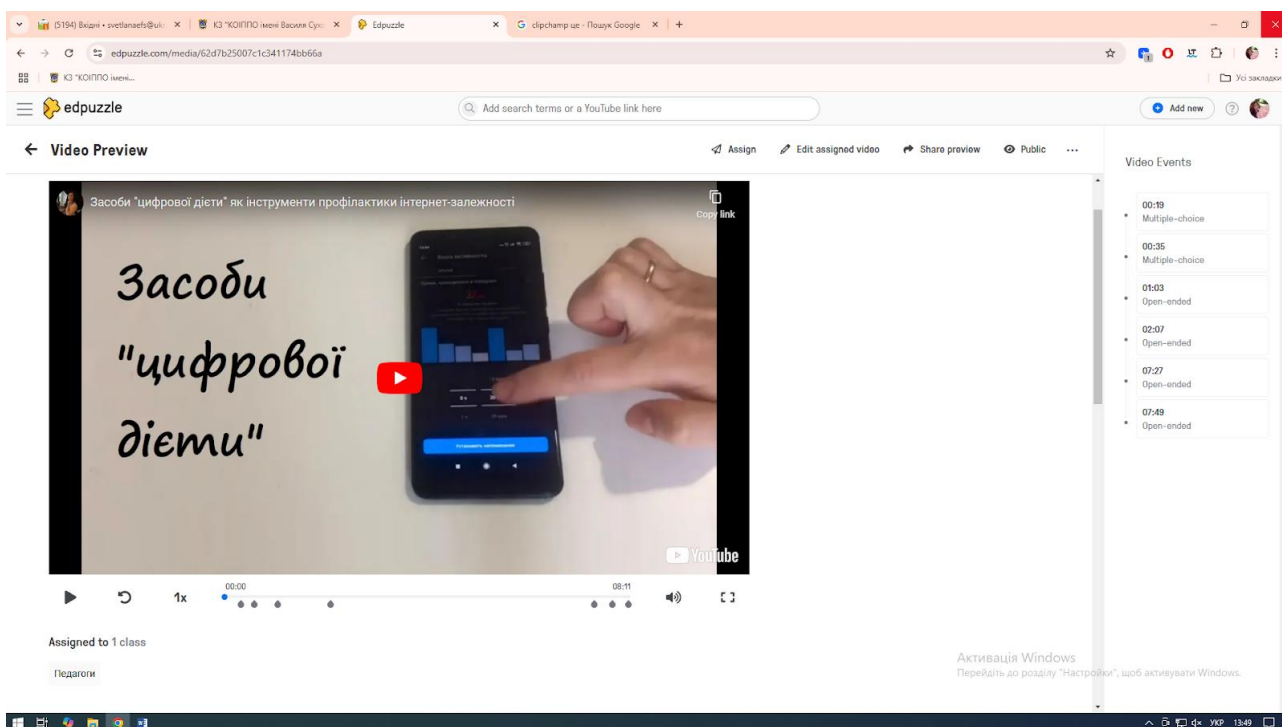 (5194) Вхідні • svetlanaefs@uk
КЗ "КОІППО імені Василя Сухо
Edpuzzle
clipchamp це - Пошук Google
edpuzzle.com/media/62d7b25007c1c341174bb66a
КЗ "КОІППО імені...
Усі закладки
edpuzzle
Add search terms or a YouTube link here
Add new
Video Preview
Assign
Edit assigned video
Share preview
Public
Video Events
Засоби "цифрової дієти" як інструменти профілактики інтернет-залежності
Copy link
Засоби
"цифрової
дієти"
YouTube
00:19
Multiple-choice
00:35
Multiple-choice
01:03
Open-ended
02:07
Open-ended
07:27
Open-ended
07:49
Open-ended
1x
00:00
08:11
Assigned to 1 class
Педагоги
Активація Windows
Перейдіть до розділу "Настройки", щоб активувати Windows.
УКР
13:49